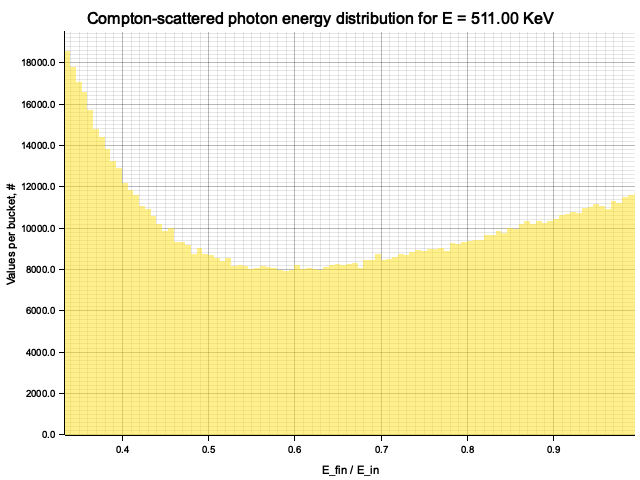 Compton-scattered photon energy distribution for E = 511.00 KeV
Values per bucket, #
18000.0
16000.0
14000.0
12000.0
10000.0
8000.0
6000.0
4000.0
2000.0
0.0
0.4 0.5 0.6 0.7 0.8 0.9
E_fin / E_in